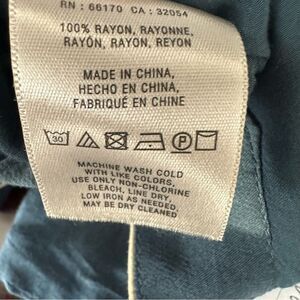 RN : 66170 CA : 32054
100% RAYON, RAYONNE,
RAYÓN, RAYON, REYON
MADE IN CHINA,
HECHO EN CHINA,
FABRIQUÉ EN CHINE
30 P
MACHINE WASH COLD
WITH LIKE COLORS,
USE ONLY NON-CHLORINE
BLEACH, LINE DRY,
LOW IRON AS NEEDED,
MAY BE DRY CLEANED